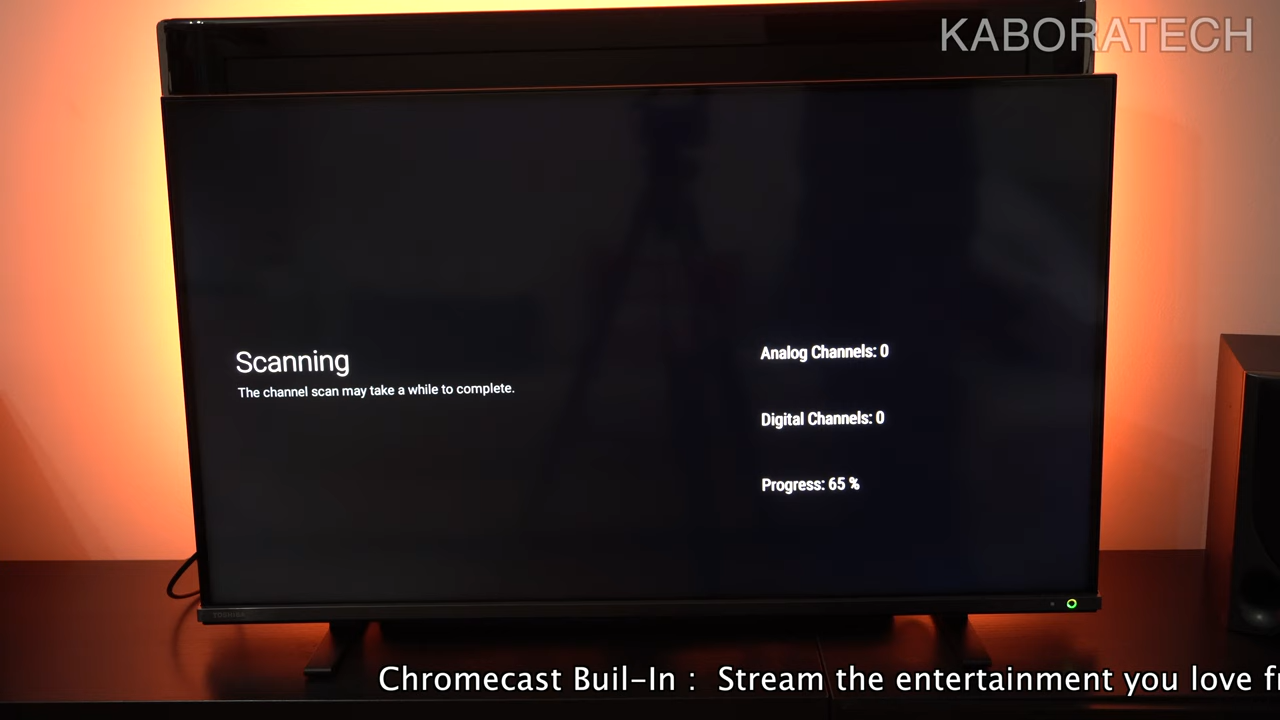 KABORATECH
Scanning
The channel scan may take a while to complete.
Analog Channels: 0
Digital Channels: 0
Progress: 65 %
TOSHIBA
Chromecast Buil-In : Stream the entertainment you love